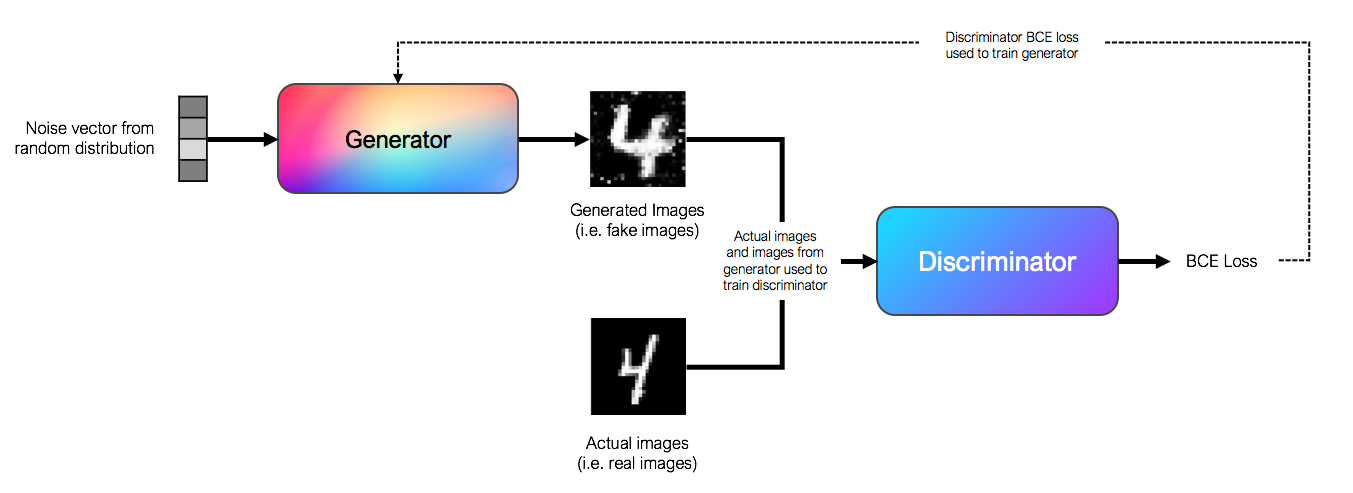 Discriminator BCE loss
used to train generator
Noise vector from
random distribution
Generator
Generated Images
(i.e. fake images)
Actual images
and images from
generator used to
train discriminator
Discriminator
BCE Loss
Actual images
(i.e. real images)